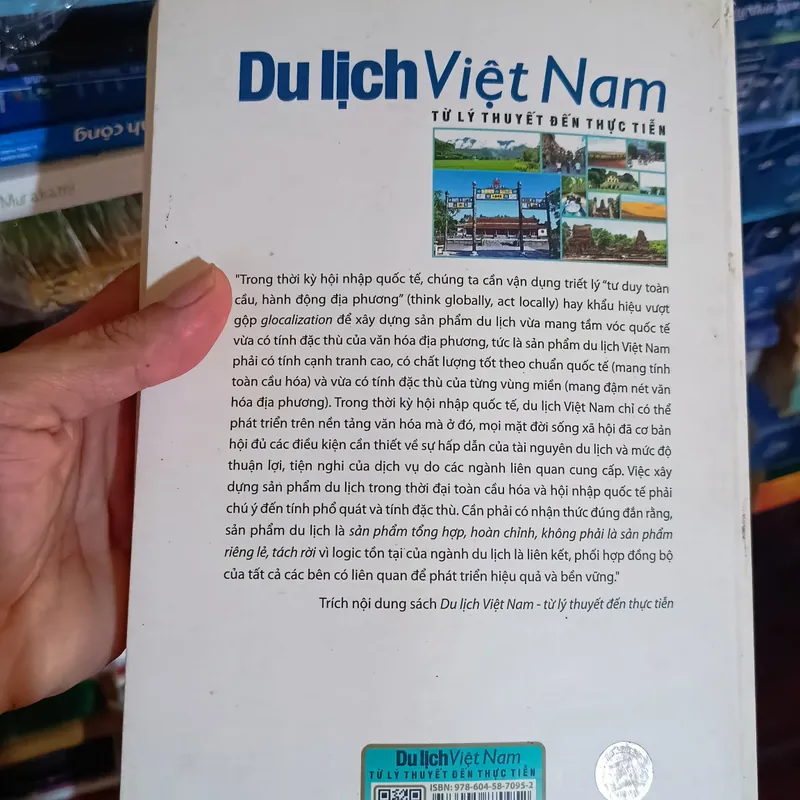 Du lịch Việt Nam
TỪ LÝ THUYẾT ĐẾN THỰC TIỄN
"Trong thời kỳ hội nhập quốc tế, chúng ta cần vận dụng triết lý "tư duy toàn
cầu, hành động địa phương" (think globally, act locally) hay khẩu hiệu vượt
gộp glocalization để xây dựng sản phẩm du lịch vừa mang tầm vóc quốc tế
vừa có tính đặc thù của văn hóa địa phương, tức là sản phẩm du lịch Việt Nam
phải có tính cạnh tranh cao, có chất lượng tốt theo chuẩn quốc tế (mang tính
toàn cầu hóa) và vừa có tính đặc thù của từng vùng miền (mang đậm nét văn
hóa địa phương). Trong thời kỳ hội nhập quốc tế, du lịch Việt Nam chỉ có thể
phát triển trên nền tảng văn hóa mà ở đó, mọi mặt đời sống xã hội đã cơ bản
hội đủ các điều kiện cần thiết về sự hấp dẫn của tài nguyên du lịch và mức độ
thuận lợi, tiện nghi của dịch vụ do các ngành liên quan cung cấp. Việc xây
dựng sản phẩm du lịch trong thời đại toàn cầu hóa và hội nhập quốc tế phải
chú ý đến tính phổ quát và tính đặc thù. Cần phải có nhận thức đúng đắn rằng,
sản phẩm du lịch là sản phẩm tổng hợp, hoàn chỉnh, không phải là sản phẩm
riêng lẻ, tách rời vì logic tồn tại của ngành du lịch là liên kết, phối hợp đồng bộ
của tất cả các bên có liên quan để phát triển hiệu quả và bền vững."
Trích nội dung sách Du lịch Việt Nam - từ lý thuyết đến thực tiễn
Du lịch Việt Nam
TỪ LÝ THUYẾT ĐẾN THỰC TIỄN
ISBN: 978-604-58-7095-2
h công
Murakami